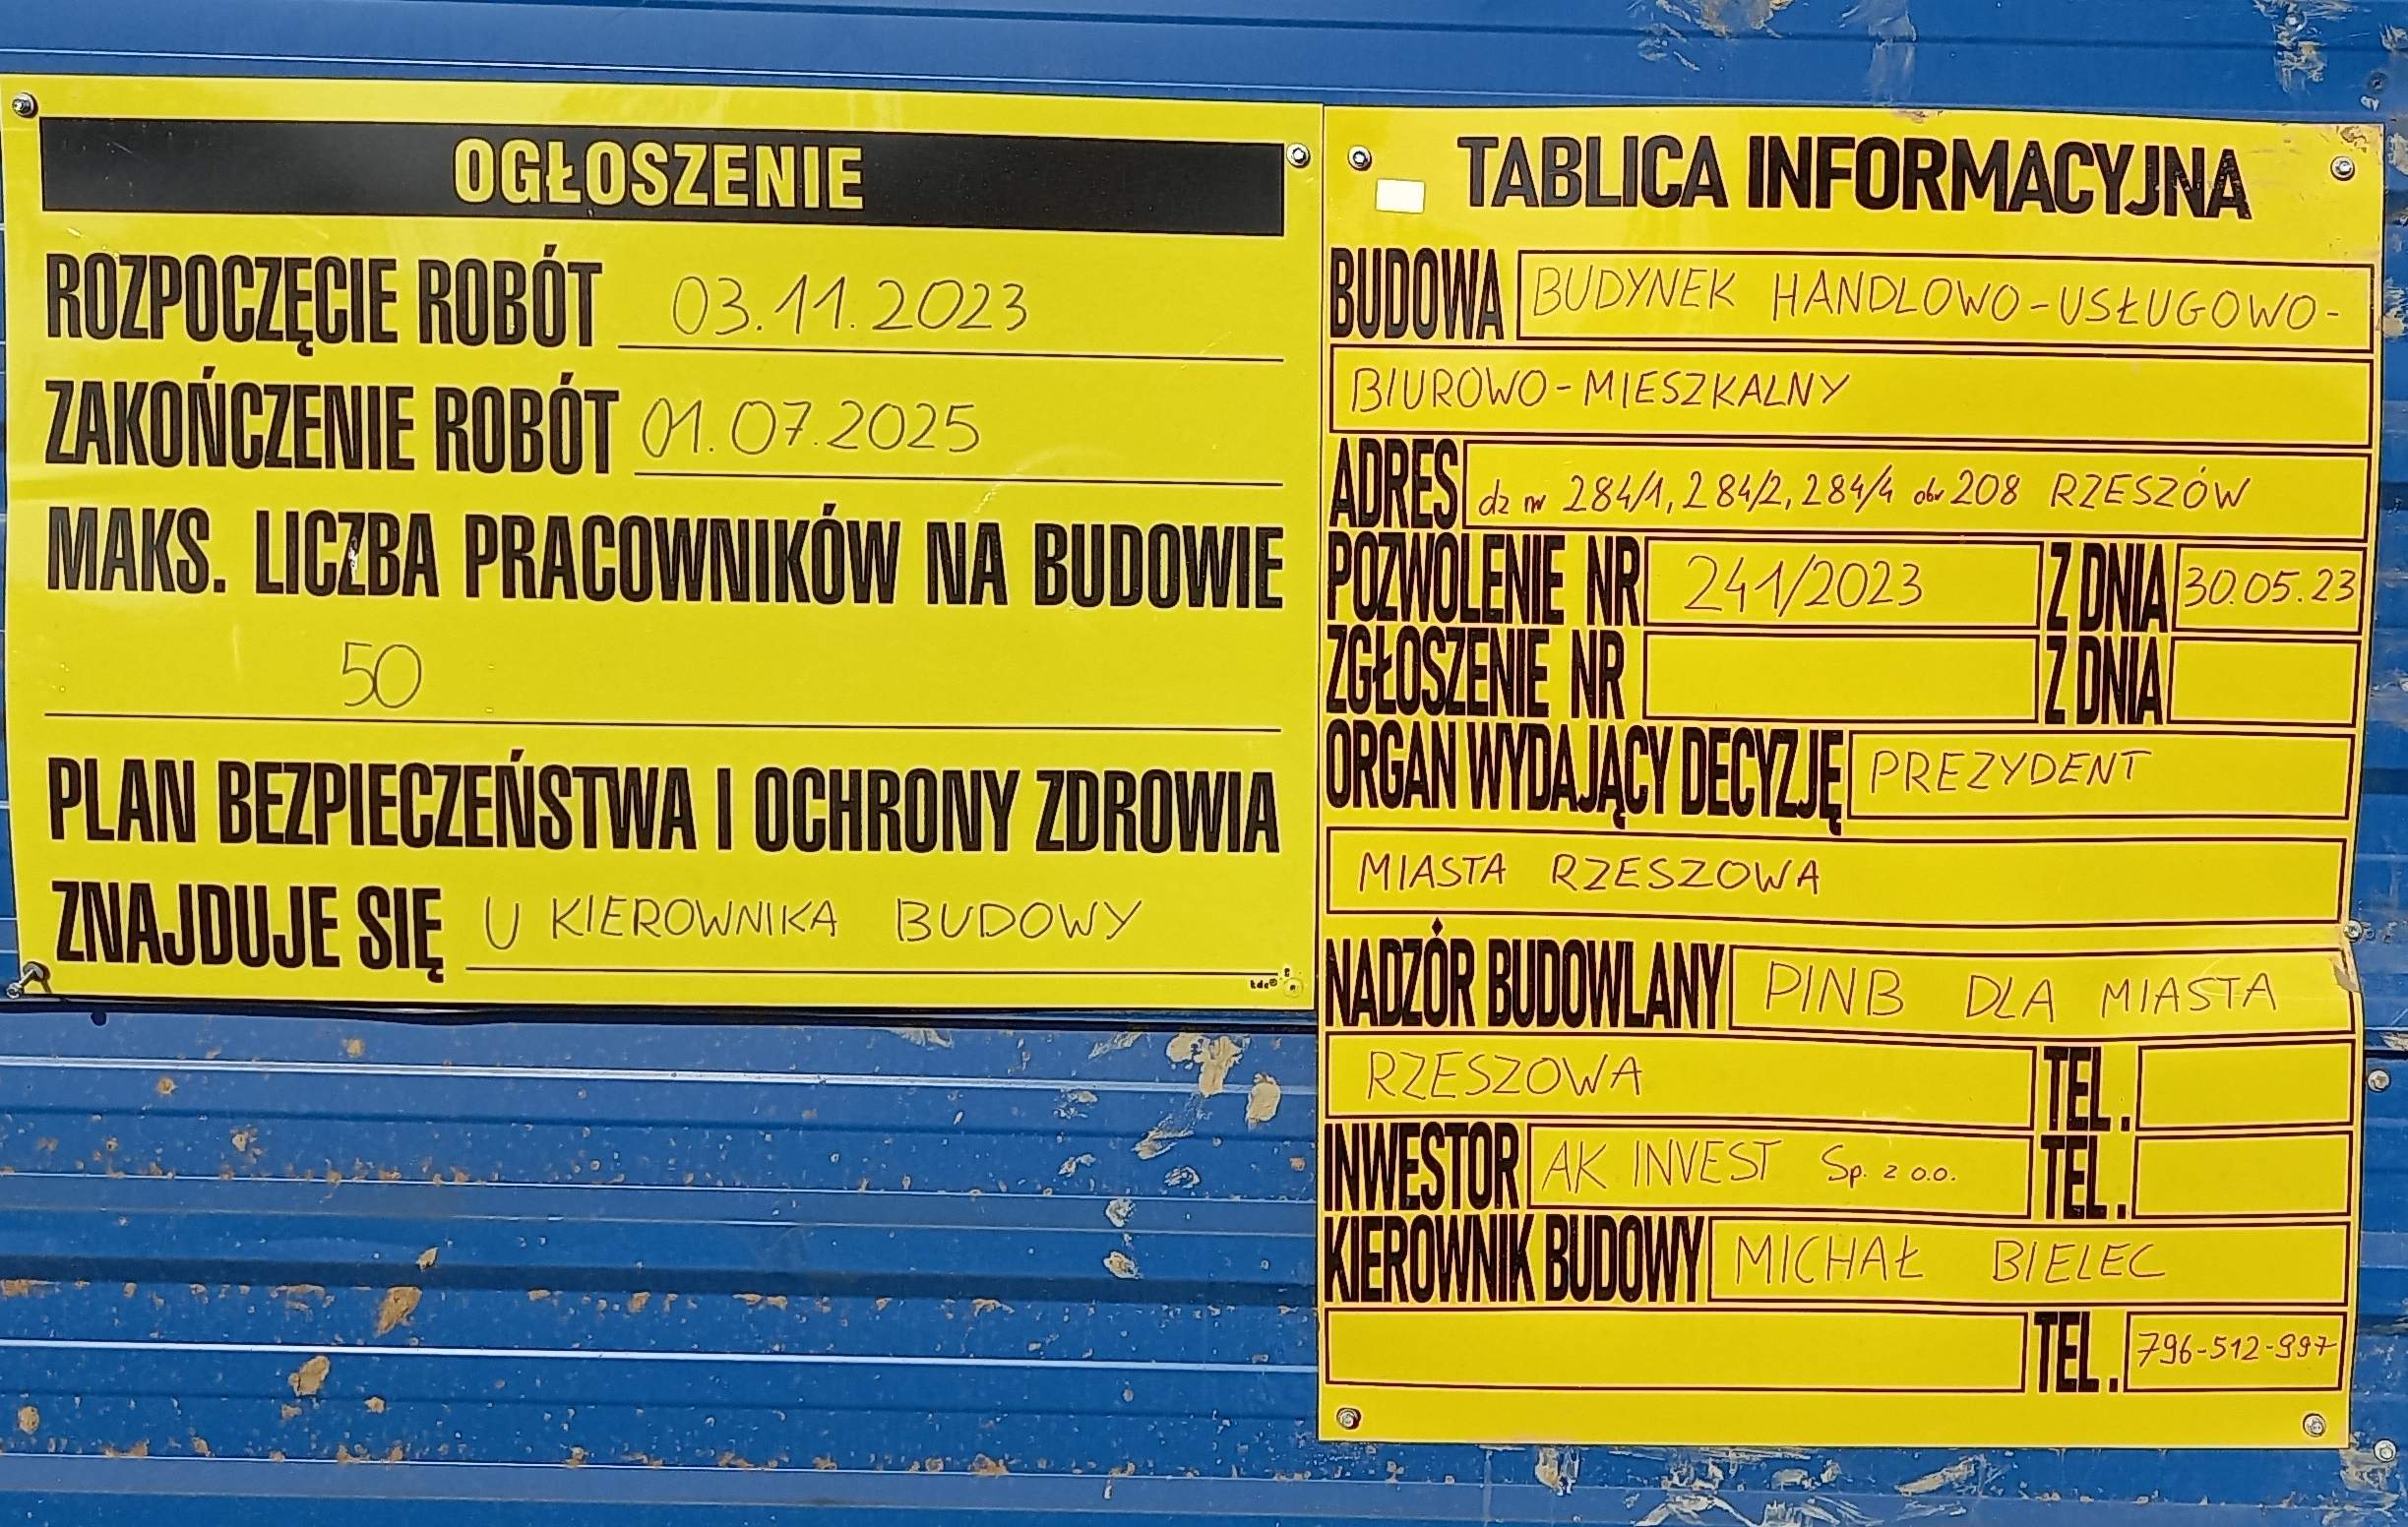 OGŁOSZENIE
ROZPOCZĘCIE ROBÓT 03.11.2023
ZAKOŃCZENIE ROBÓT 01.07.2025
MAKS. LICZBA PRACOWNIKÓW NA BUDOWIE
50
PLAN BEZPIECZEŃSTWA I OCHRONY ZDROWIA
ZNAJDUJE SIĘ U KIEROWNIKA BUDOWY
TABLICA INFORMACYJNA
BUDOWA BUDYNEK HANDLOWO-USŁUGOWO-
BIUROWO-MIESZKALNY
ADRES dz nr 284/1, 284/2, 284/4 obr 208 RZESZÓW
POZWOLENIE NR 241/2023 Z DNIA 30.05.23
ZGŁOSZENIE NR Z DNIA
ORGAN WYDAJĄCY DECYZJĘ PREZYDENT
MIASTA RZESZOWA
NADZÓR BUDOWLANY PINB DLA MIASTA
RZESZOWA TEL.
INWESTOR AK INVEST Sp. z o.o. TEL.
KIEROWNIK BUDOWY MICHAŁ BIELEC
TEL. 796-512-997